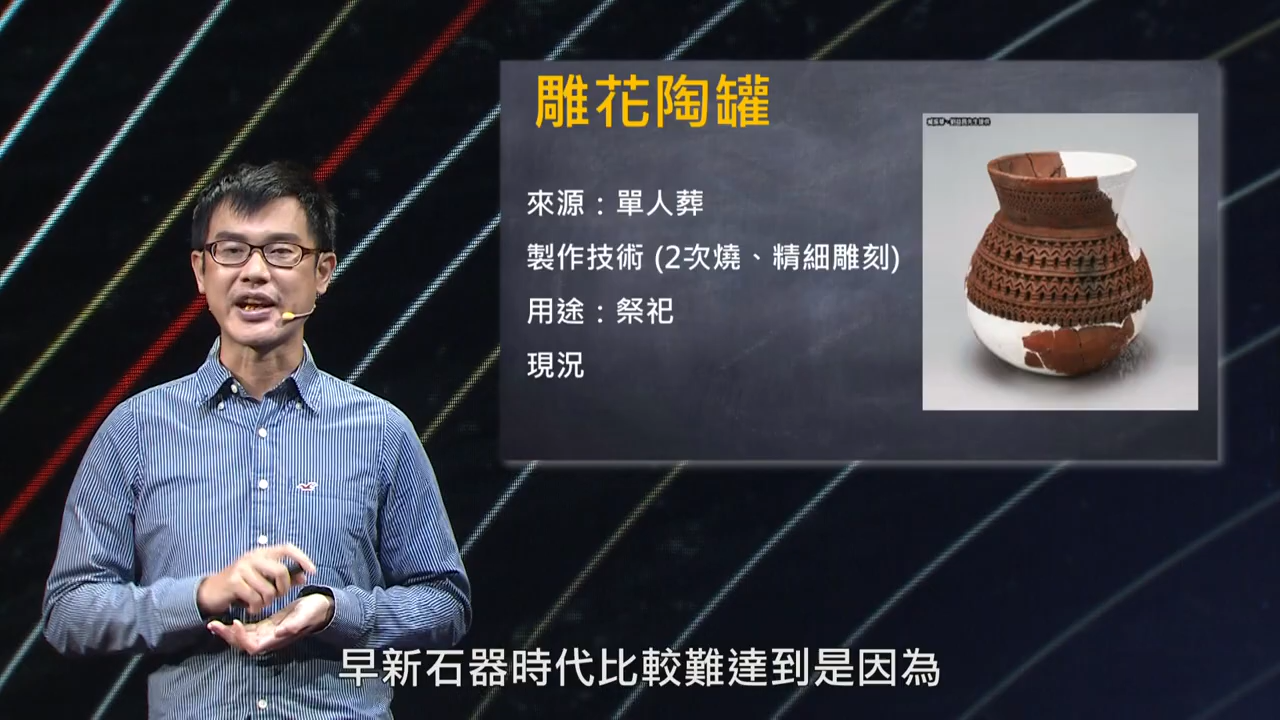 雕花陶罐
來源：單人葬
製作技術 (2次燒、精細雕刻)
用途：祭祀
現況
早新石器時代比較難達到是因為